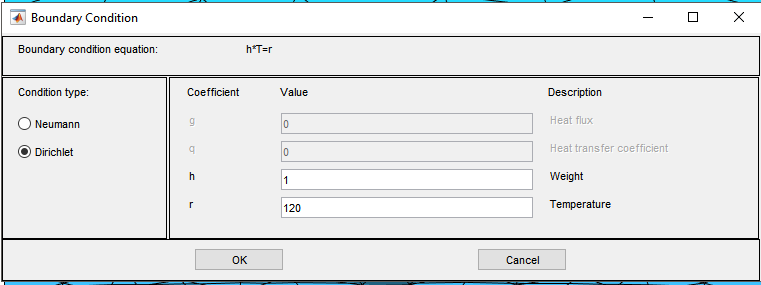 Boundary Condition
Boundary condition equation: h*T=r
Condition type:
Neumann
Dirichlet
Coefficient Value Description
g 0 Heat flux
q 0 Heat transfer coefficient
h 1 Weight
r 120 Temperature
OK Cancel